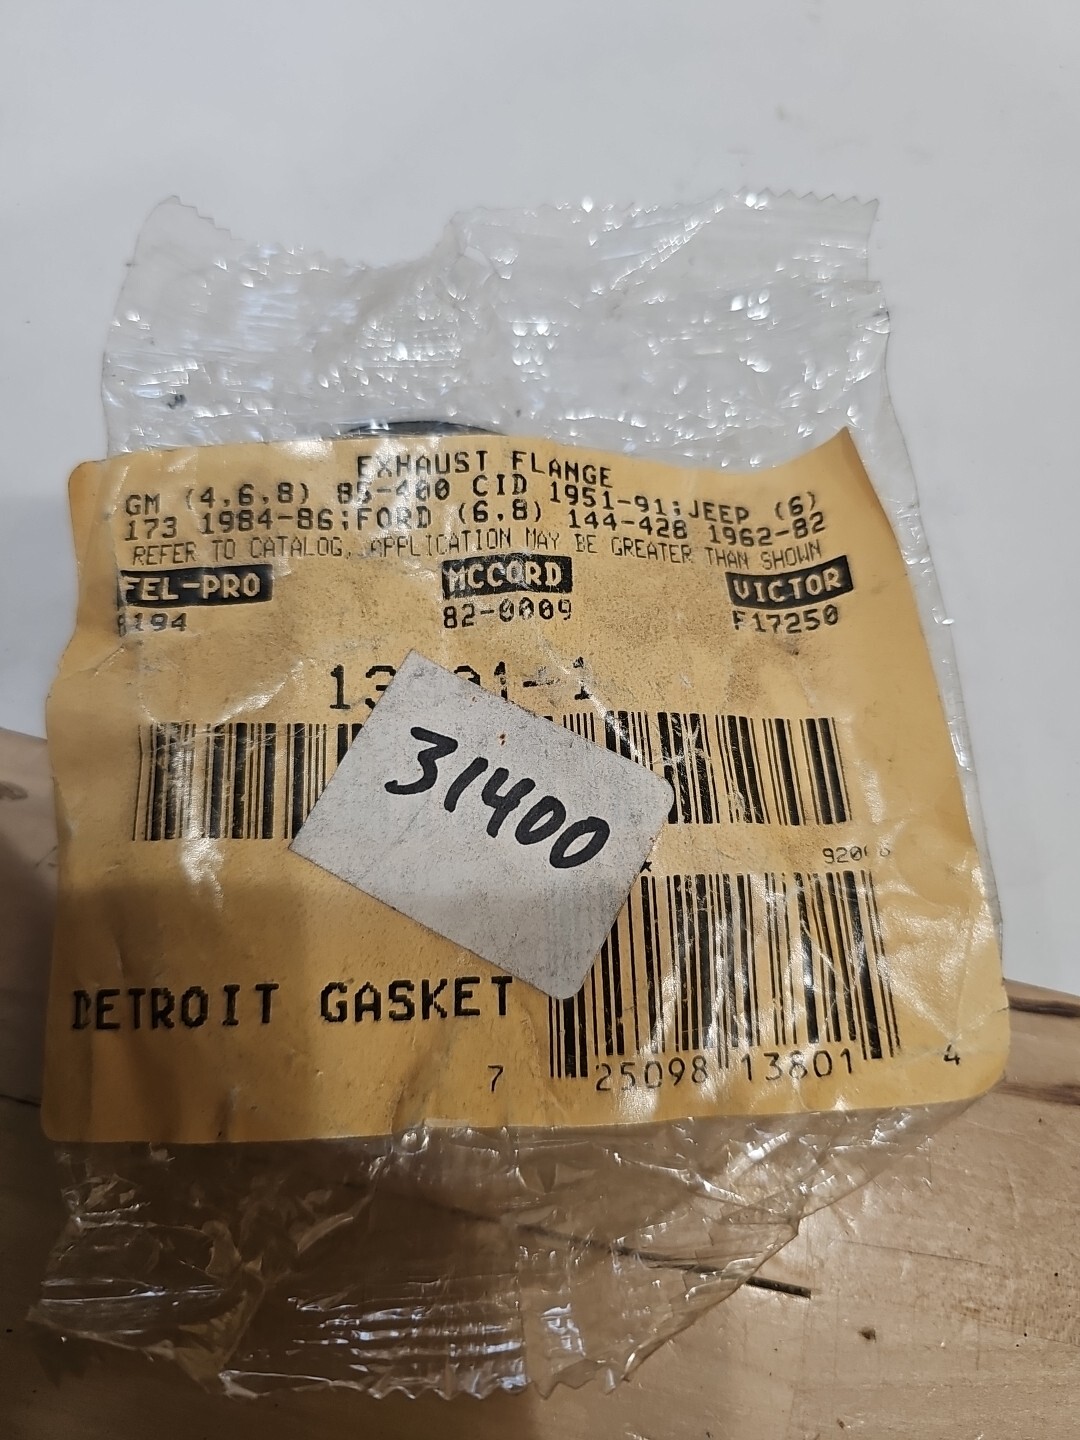 EXHAUST FLANGE
GM (4,6,8) 85-400 CID 1951-91;JEEP (6)
173 1984-86;FORD (6,8) 144-428 1962-82
REFER TO CATALOG, APPLICATION MAY BE GREATER THAN SHOWN
FEL-PRO MCCORD VICTOR
8194 82-0009 F17250
31400
DETROIT GASKET
7 25098 13801 4